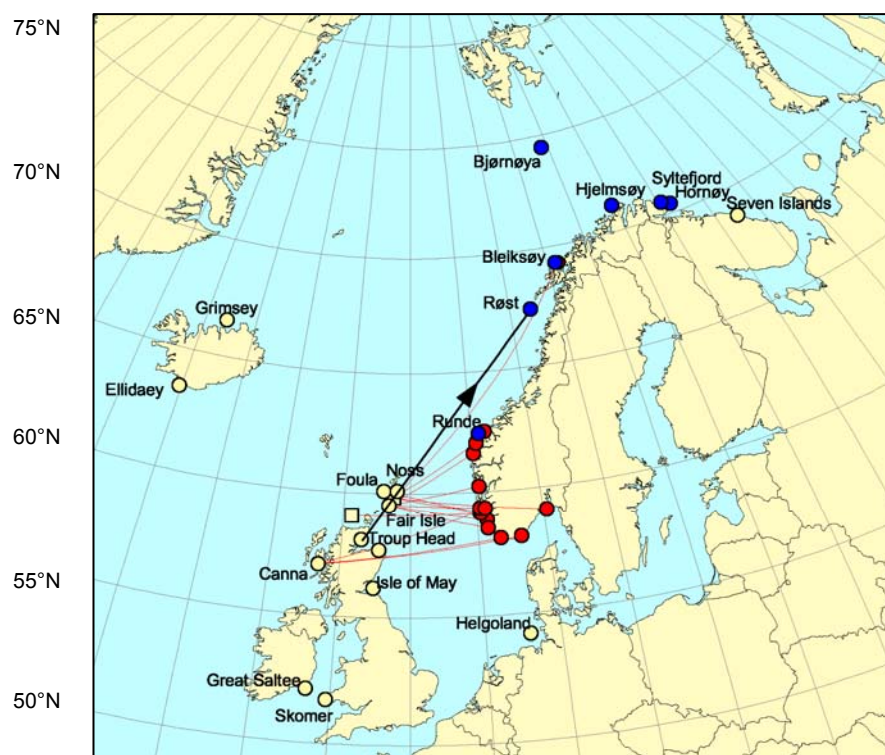 75°N
70°N
65°N
60°N
55°N
50°N
Bjørnøya
Syltefjord
Hjelmsøy
Hornøy
Seven Islands
Bleiksøy
Røst
Grimsey
Ellidaey
Runde
Noss
Foula
Fair Isle
Troup Head
Canna
Isle of May
Helgoland
Great Saltee
Skomer